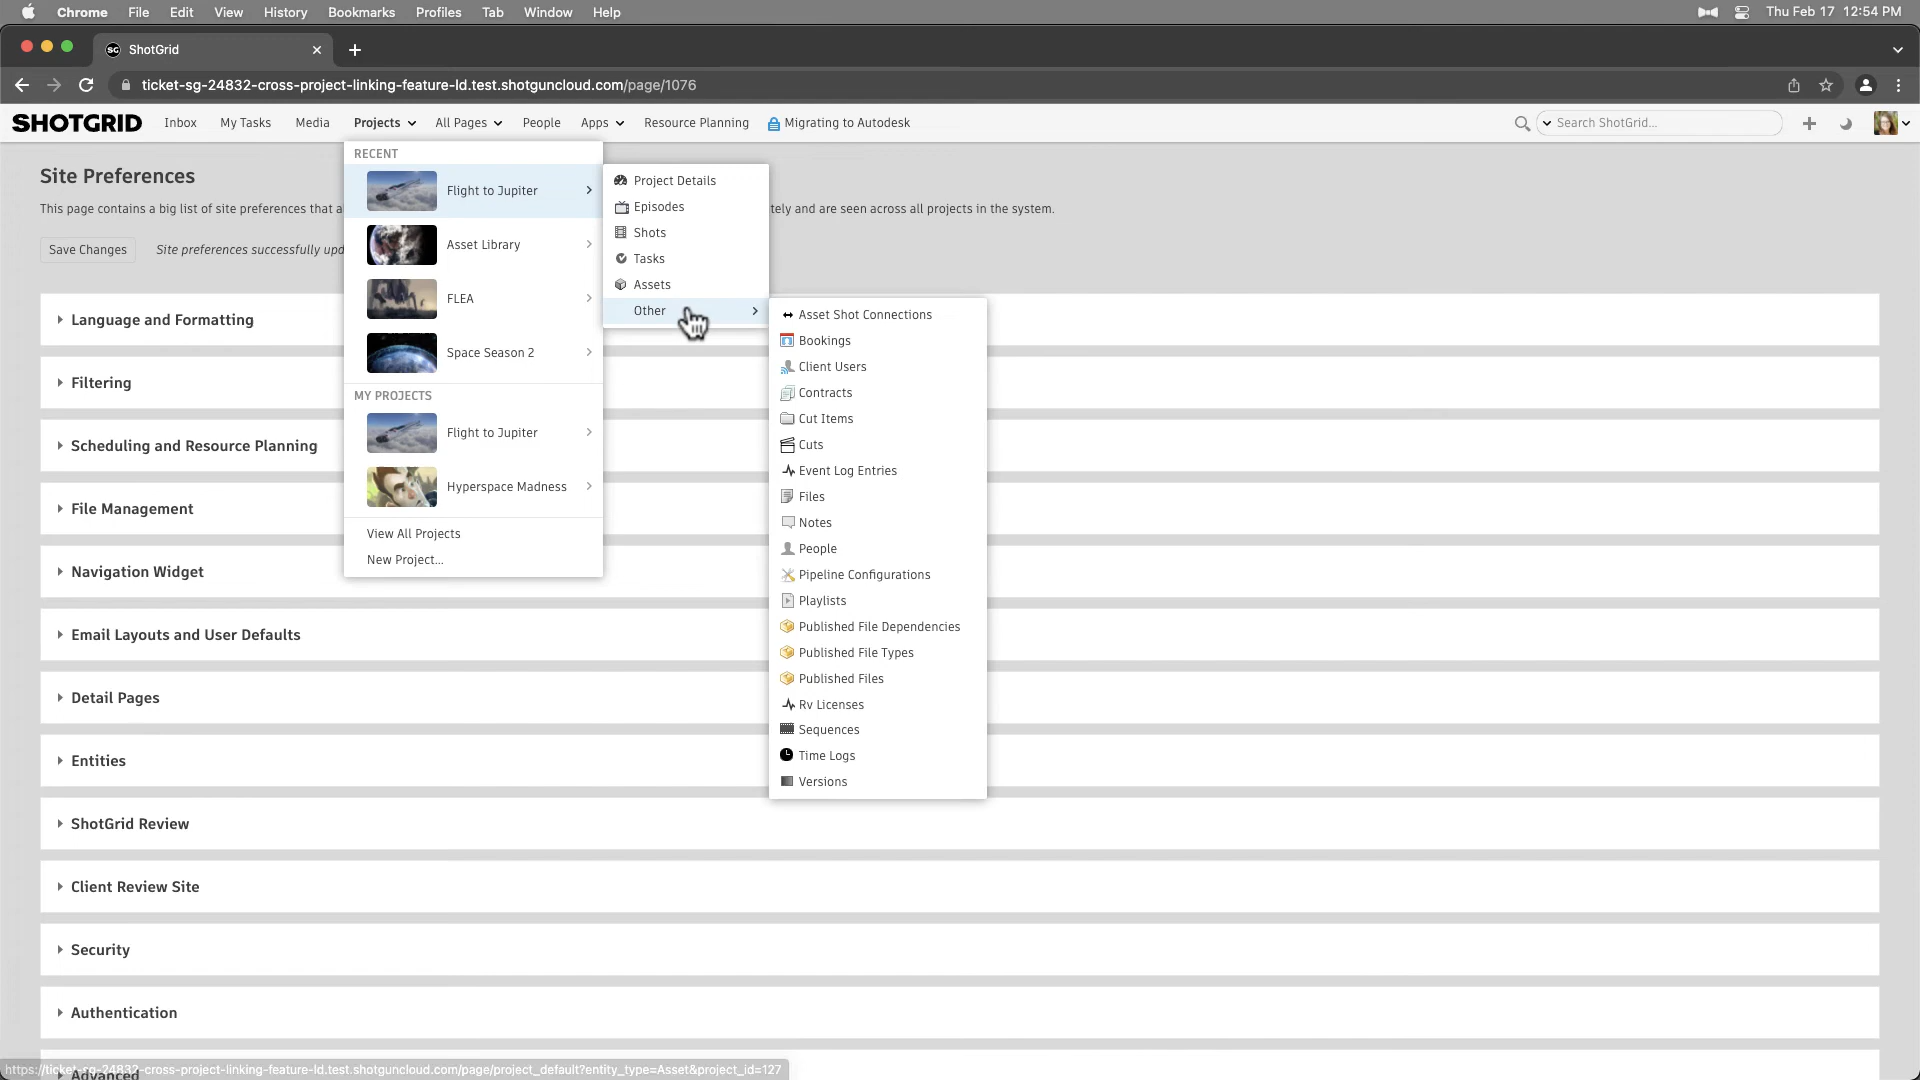 Chrome File Edit View History Bookmarks Profiles Tab Window Help Thu Feb 17 12:54 PM
SG ShotGrid
ticket-sg-24832-cross-project-linking-feature-ld.test.shotguncloud.com/page/1076
SHOTGRID Inbox My Tasks Media Projects All Pages People Apps Resource Planning Migrating to Autodesk Search ShotGrid...
Site Preferences
This page contains a big list of site preferences that a
tely and are seen across all projects in the system.
Save Changes Site preferences successfully upd
RECENT
Flight to Jupiter
Asset Library
FLEA
Space Season 2
MY PROJECTS
Flight to Jupiter
Hyperspace Madness
View All Projects
New Project...
Project Details
Episodes
Shots
Tasks
Assets
Other
Asset Shot Connections
Bookings
Client Users
Contracts
Cut Items
Cuts
Event Log Entries
Files
Notes
People
Pipeline Configurations
Playlists
Published File Dependencies
Published File Types
Published Files
Rv Licenses
Sequences
Time Logs
Versions
Language and Formatting
Filtering
Scheduling and Resource Planning
File Management
Navigation Widget
Email Layouts and User Defaults
Detail Pages
Entities
ShotGrid Review
Client Review Site
Security
Authentication
Advanced
https://ticket-sg-24832-cross-project-linking-feature-ld.test.shotguncloud.com/page/project_default?entity_type=Asset&project_id=127